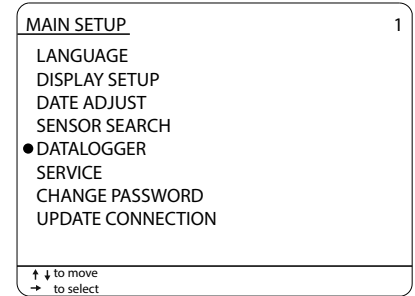 MAIN SETUP 1
LANGUAGE
DISPLAY SETUP
DATE ADJUST
SENSOR SEARCH
●DATALOGGER
SERVICE
CHANGE PASSWORD
UPDATE CONNECTION
↑ ↓ to move
→ to select